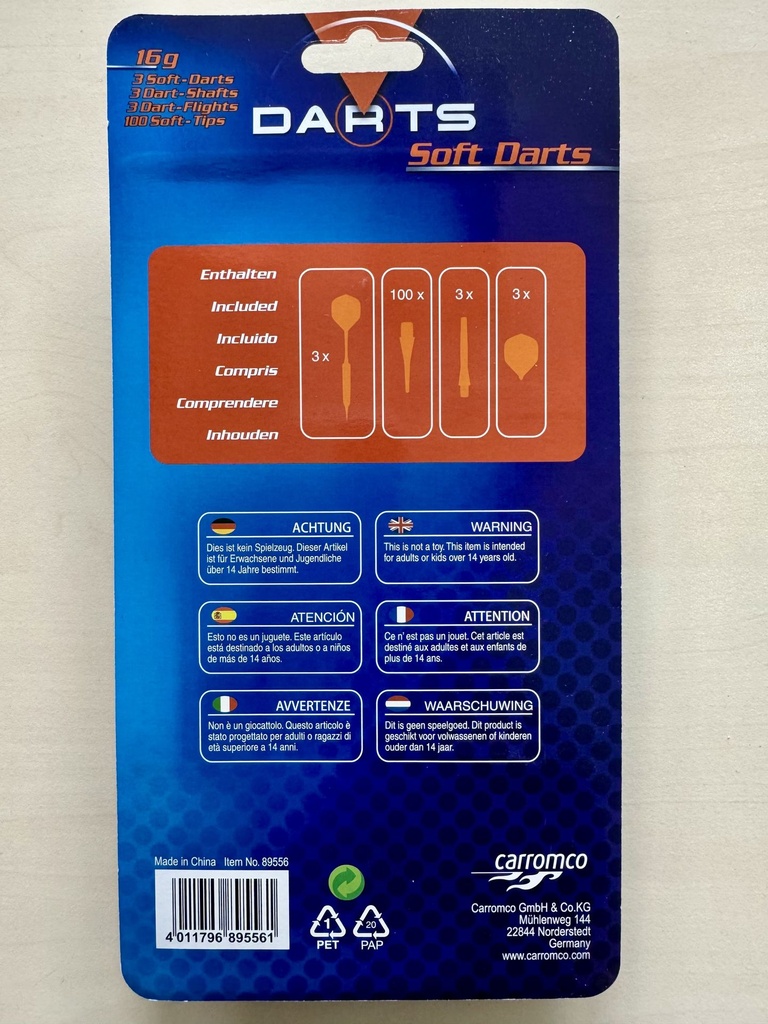 16g
3 Soft-Darts
3 Dart-Shafts
3 Dart-Flights
100 Soft-Tips
DARTS
Soft Darts
Enthalten
Included
Incluido
Compris
Comprendere
Inhouden
3 x
100 x
3 x
3 x
ACHTUNG
Dies ist kein Spielzeug. Dieser Artikel
ist für Erwachsene und Jugendliche
über 14 Jahre bestimmt.
WARNING
This is not a toy. This item is intended
for adults or kids over 14 years old.
ATENCIÓN
Esto no es un juguete. Este artículo
está destinado a los adultos o a niños
de más de 14 años.
ATTENTION
Ce n' est pas un jouet. Cet article est
destiné aux adultes et aux enfants de
plus de 14 ans.
AVVERTENZE
Non è un giocattolo. Questo articolo è
stato progettato per adulti o ragazzi di
età superiore a 14 anni.
WAARSCHUWING
Dit is geen speelgoed. Dit product is
geschikt voor volwassenen of kinderen
ouder dan 14 jaar.
Made in China Item No. 89556
4 011796 895561
1
PET
20
PAP
carromco
Carromco GmbH & Co.KG
Mühlenweg 144
22844 Norderstedt
Germany
www.carromco.com